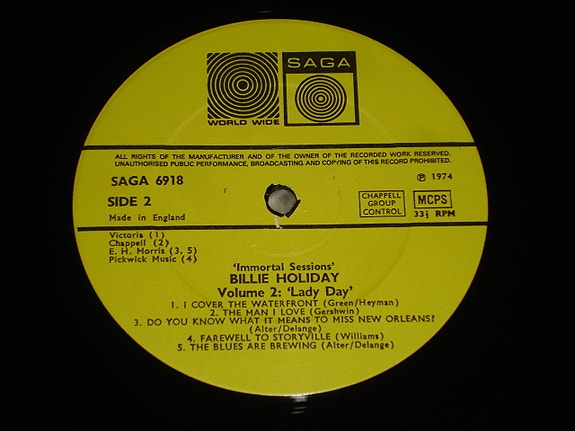 SAGA
WORLD WIDE
ALL RIGHTS OF THE MANUFACTURER AND OF THE OWNER OF THE RECORDED WORK RESERVED.
UNAUTHORISED PUBLIC PERFORMANCE, BROADCASTING AND COPYING OF THIS RECORD PROHIBITED.
SAGA 6918
℗ 1974
SIDE 2
CHAPPELL
GROUP
CONTROL
MCPS
Made in England
33⅓ RPM
Victoria (1)
Chappell (2)
E. H. Morris (3, 5)
Pickwick Music (4)
'Immortal Sessions'
BILLIE HOLIDAY
Volume 2: 'Lady Day'
1. I COVER THE WATERFRONT (Green/Heyman)
2. THE MAN I LOVE (Gershwin)
3. DO YOU KNOW WHAT IT MEANS TO MISS NEW ORLEANS?
(Alter/Delange)
4. FAREWELL TO STORYVILLE (Williams)
5. THE BLUES ARE BREWING (Alter/Delange)